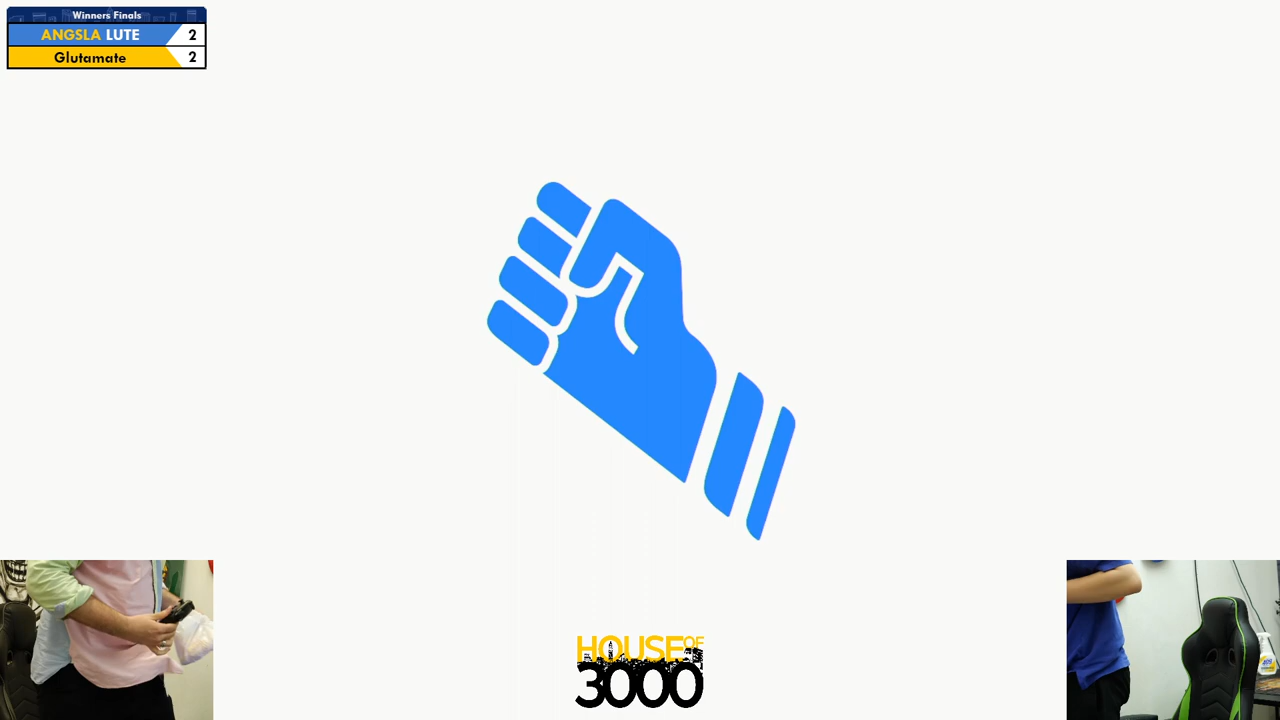 Winners Finals
ANGSLA LUTE 2
Glutamate 2
HOUSE OF
3000